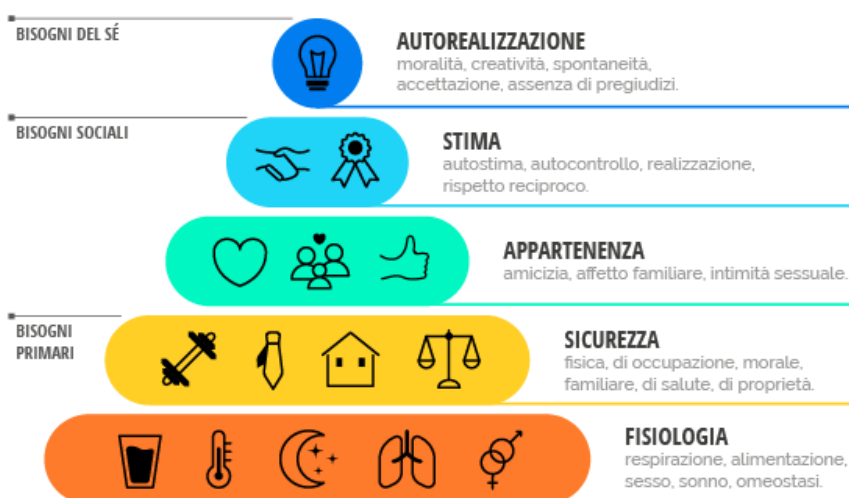 BISOGNI DEL SÉ
AUTOREALIZZAZIONE
moralità, creatività, spontaneità,
accettazione, assenza di pregiudizi.
BISOGNI SOCIALI
STIMA
autostima, autocontrollo, realizzazione,
rispetto reciproco.
APPARTENENZA
amicizia, affetto familiare, intimità sessuale.
BISOGNI
PRIMARI
SICUREZZA
fisica, di occupazione, morale,
familiare, di salute, di proprietà.
FISIOLOGIA
respirazione, alimentazione,
sesso, sonno, omeostasi.